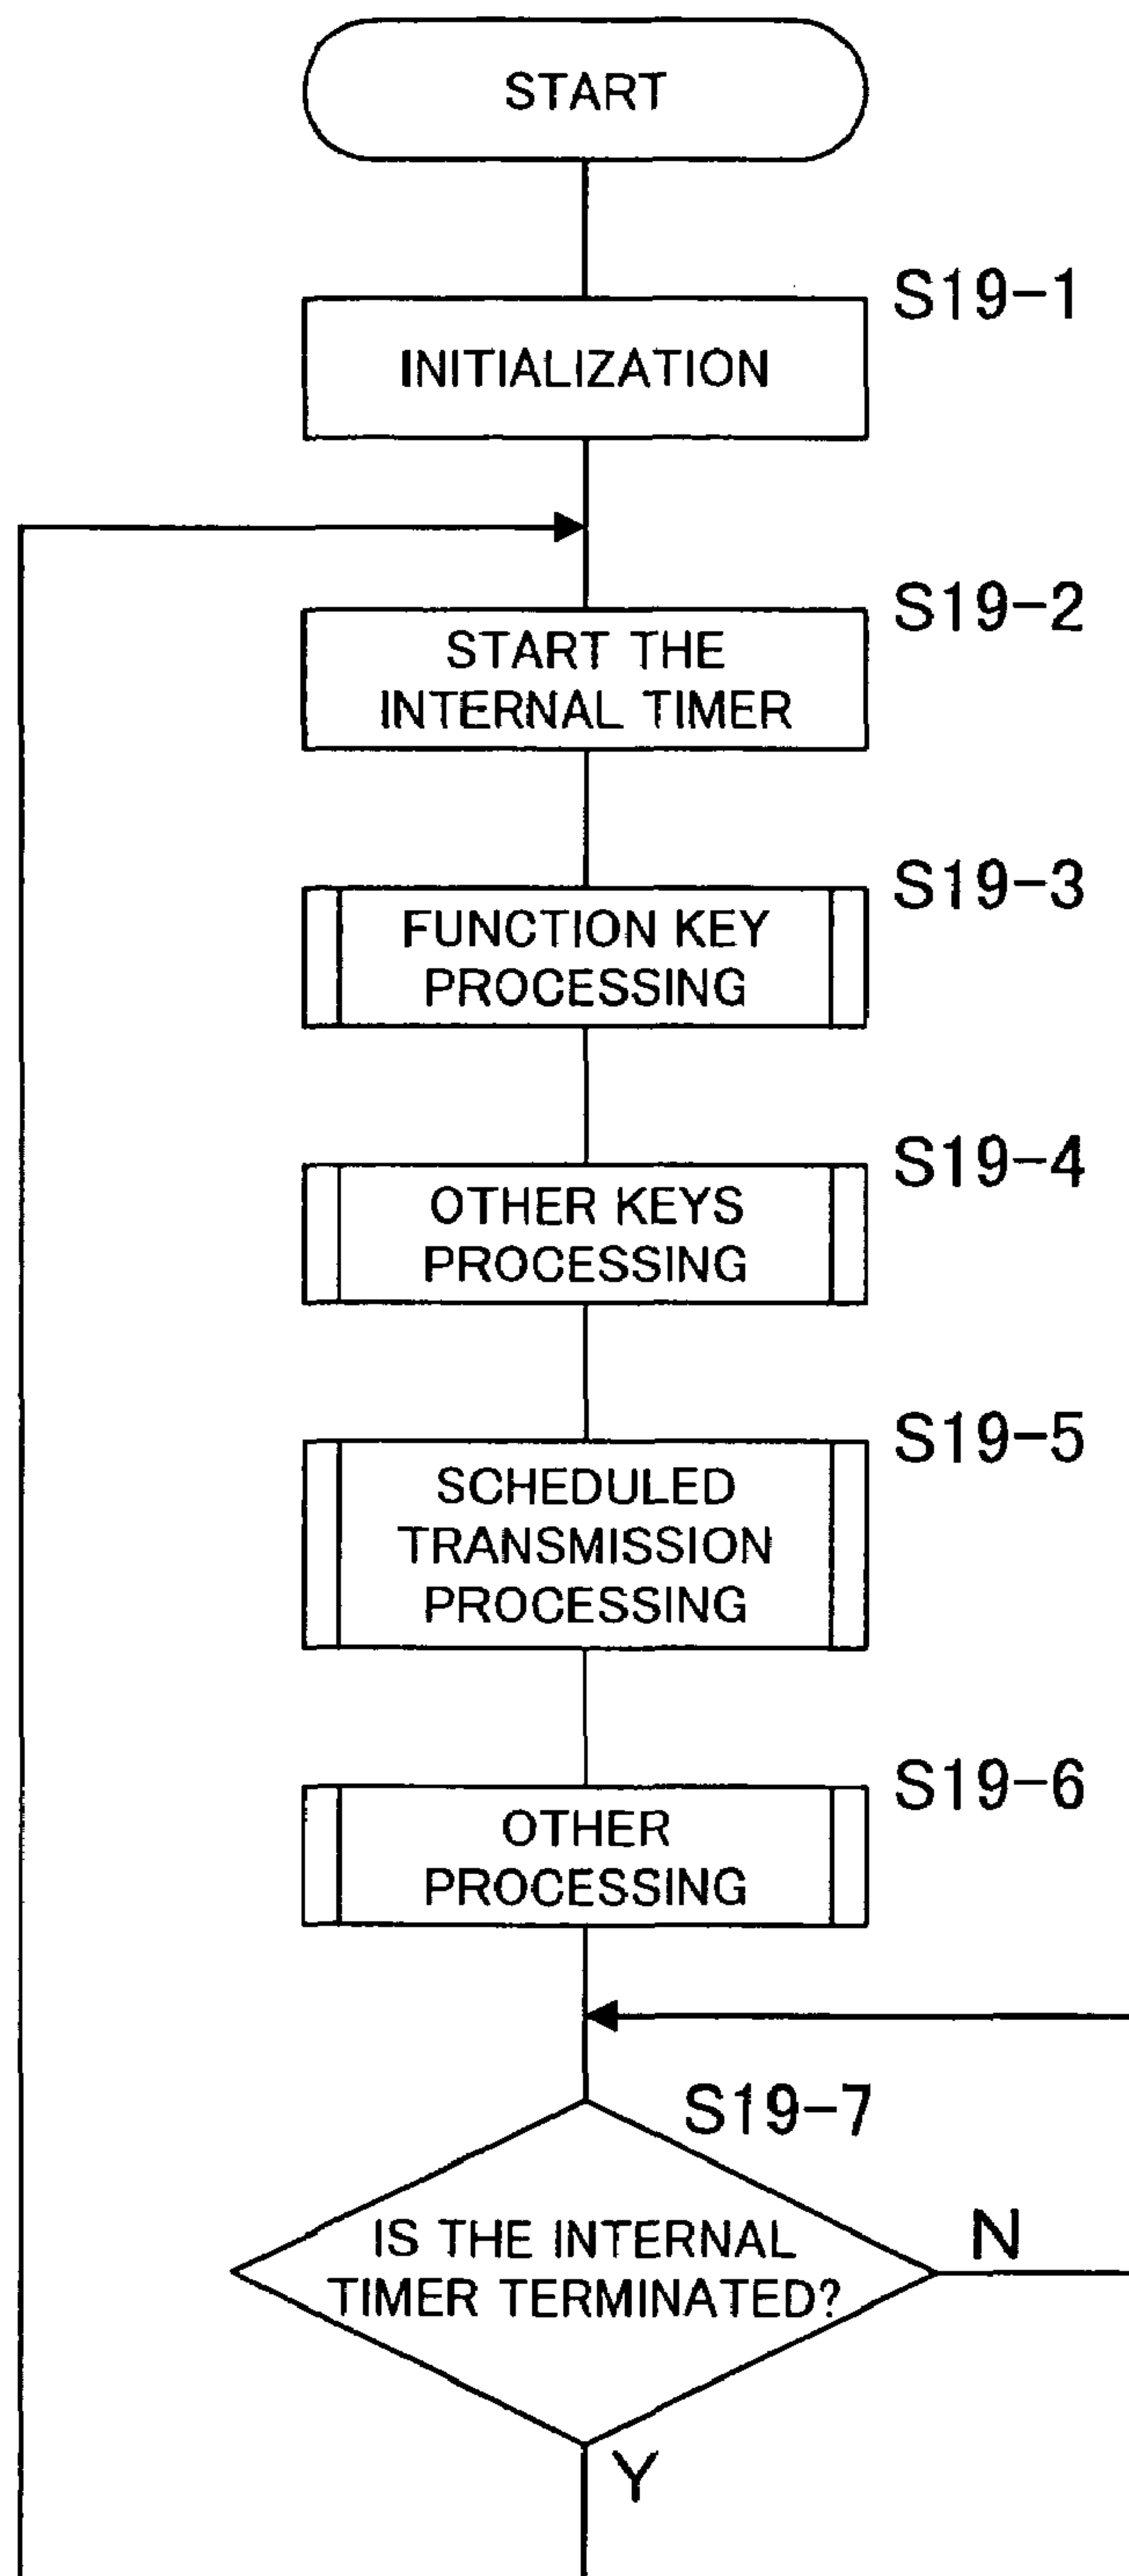 START
S19-1
INITIALIZATION
S19-2
START THE
INTERNAL TIMER
S19-3
FUNCTION KEY
PROCESSING
S19-4
OTHER KEYS
PROCESSING
S19-5
SCHEDULED
TRANSMISSION
PROCESSING
S19-6
OTHER
PROCESSING
S19-7
IS THE INTERNAL
TIMER TERMINATED?
N
Y